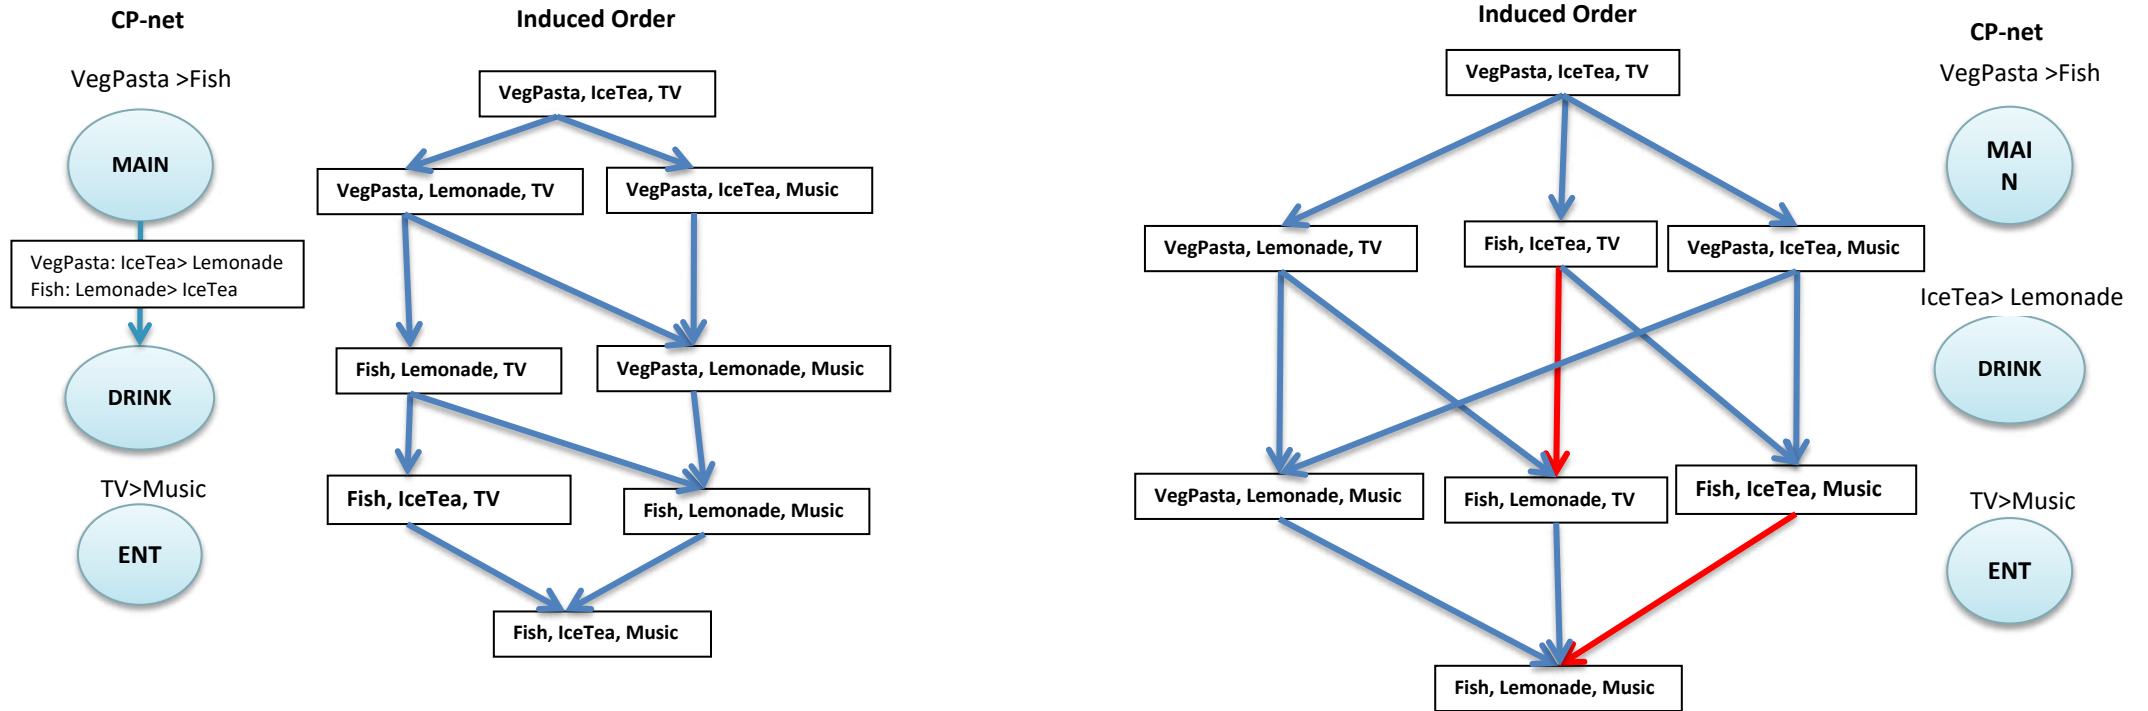 CP-net
Induced Order
VegPasta >Fish
MAIN
VegPasta: IceTea> Lemonade
Fish: Lemonade> IceTea
DRINK
TV>Music
ENT
VegPasta, IceTea, TV
VegPasta, Lemonade, TV
VegPasta, IceTea, Music
Fish, Lemonade, TV
VegPasta, Lemonade, Music
Fish, IceTea, TV
Fish, Lemonade, Music
Fish, IceTea, Music
Induced Order
CP-net
VegPasta, IceTea, TV
VegPasta, Lemonade, TV
Fish, IceTea, TV
VegPasta, IceTea, Music
VegPasta, Lemonade, Music
Fish, Lemonade, TV
Fish, IceTea, Music
Fish, Lemonade, Music
VegPasta >Fish
MAI
N
IceTea> Lemonade
DRINK
TV>Music
ENT